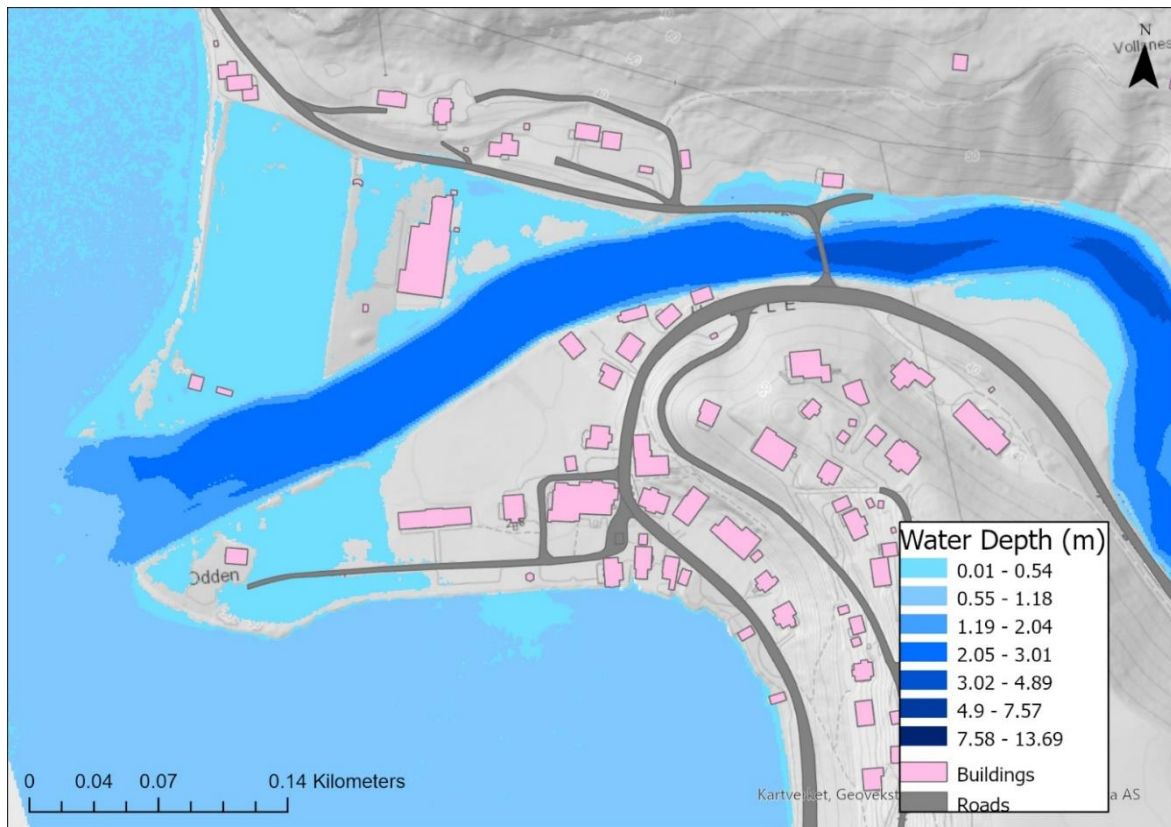 N
Vollanes
Odden
Water Depth (m)
0.01 - 0.54
0.55 - 1.18
1.19 - 2.04
2.05 - 3.01
3.02 - 4.89
4.9 - 7.57
7.58 - 13.69
Buildings
Roads
0 0.04 0.07 0.14 Kilometers
Kartverket, Geovekst a AS